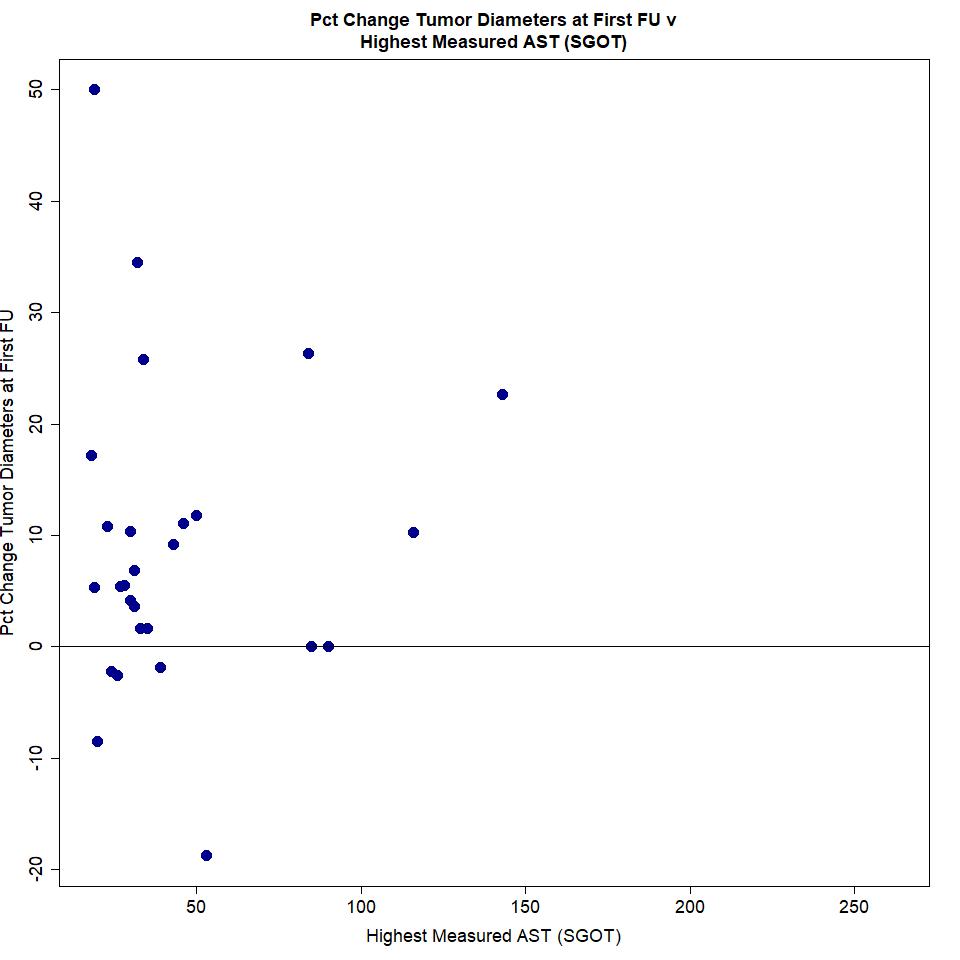 Pct Change Tumor Diameters at First FU v
Highest Measured AST (SGOT)
Pct Change Tumor Diameters at First FU
50
40
30
20
10
0
-10
-20
50 100 150 200 250
Highest Measured AST (SGOT)